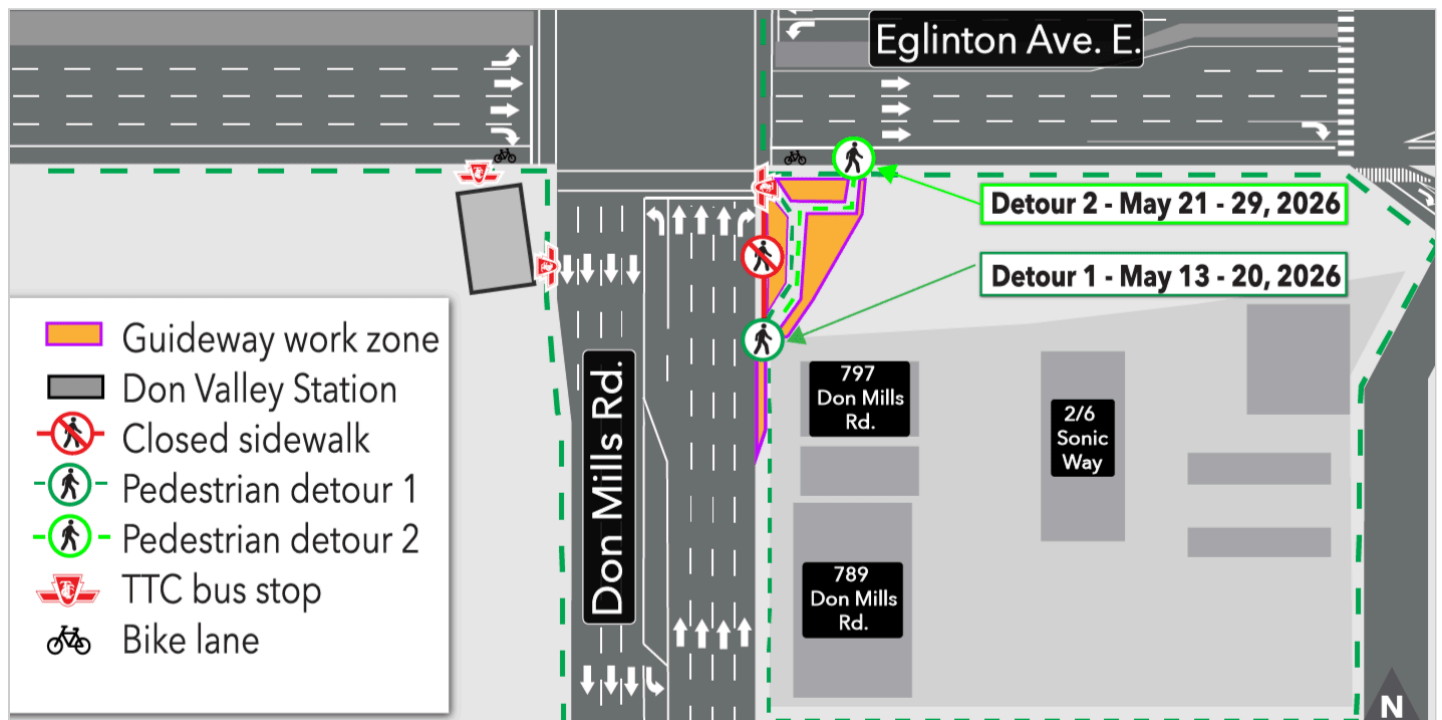 Eglinton Ave. E.
Detour 2 - May 21 - 29, 2026
Detour 1 - May 13 - 20, 2026
Guideway work zone
Don Valley Station
Closed sidewalk
Pedestrian detour 1
Pedestrian detour 2
TTC bus stop
Bike lane
Don Mills Rd.
797
Don Mills
Rd.
2/6
Sonic
Way
789
Don Mills
Rd.
N